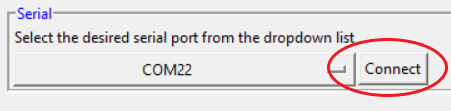 Serial
Select the desired serial port from the dropdown list
COM22
Connect